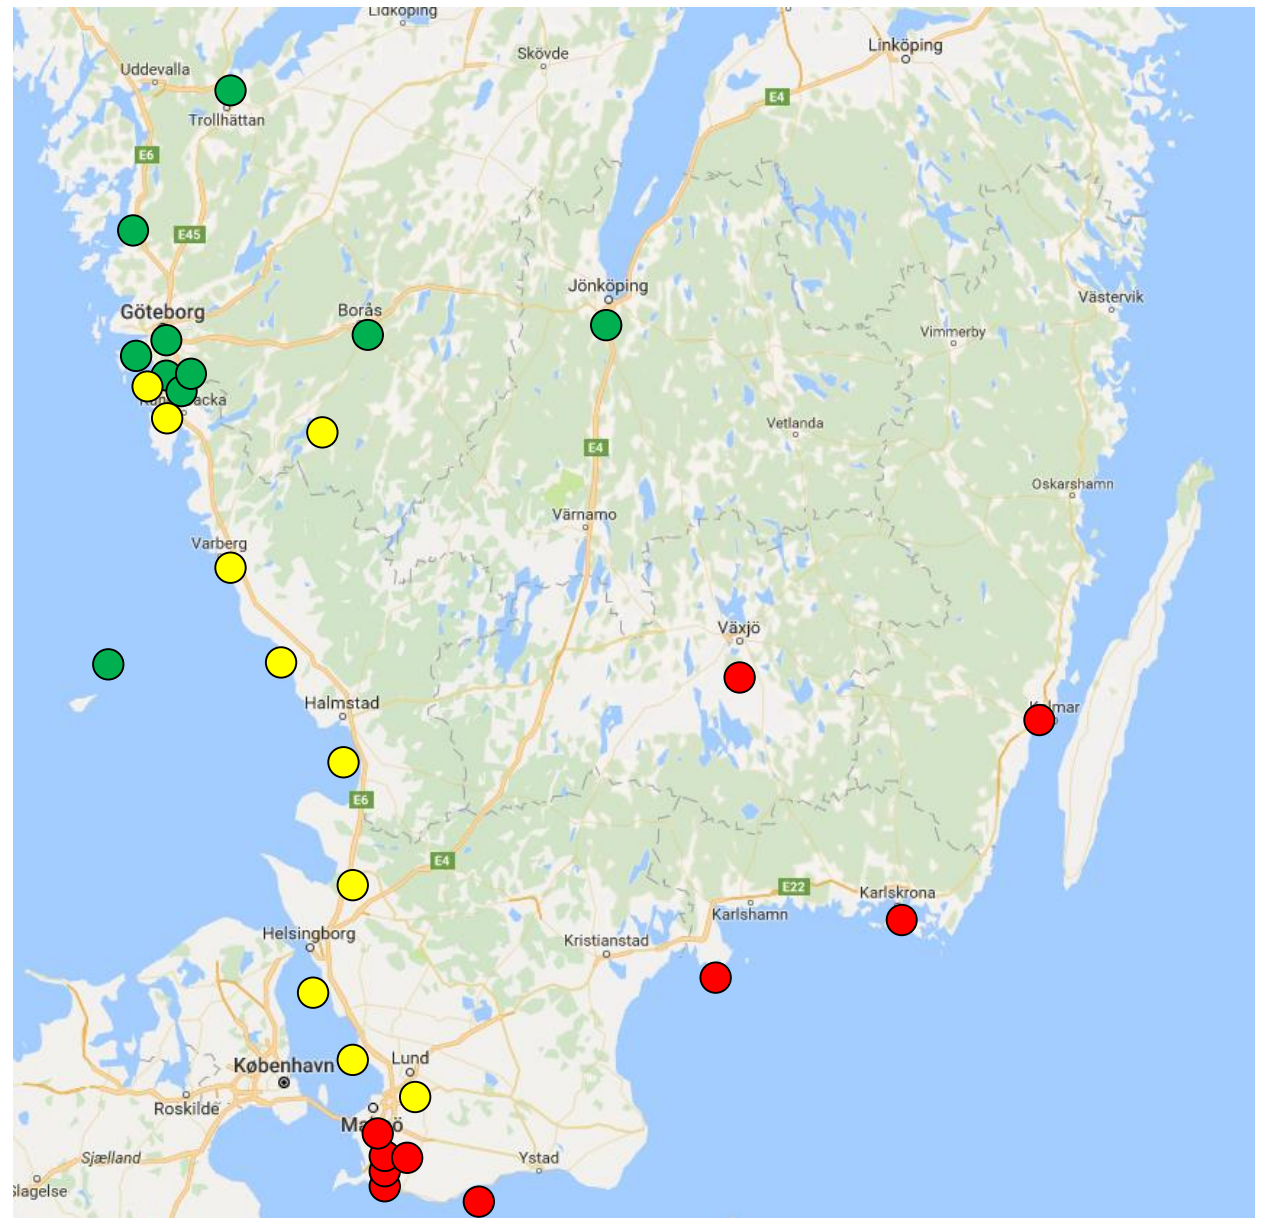 Lidköping
Linköping
Skövde
Uddevalla
E4
Trollhättan
E6
E45
Jönköping
Västervik
Göteborg
Borås
Vimmerby
Vetlanda
E4
Oskarshamn
Värnamo
Varberg
Växjö
Halmstad
E6
E4
E22
Karlskrona
Karlshamn
Helsingborg
Kristianstad
Lund
København
Roskilde
Sjælland
Ystad
Slagelse